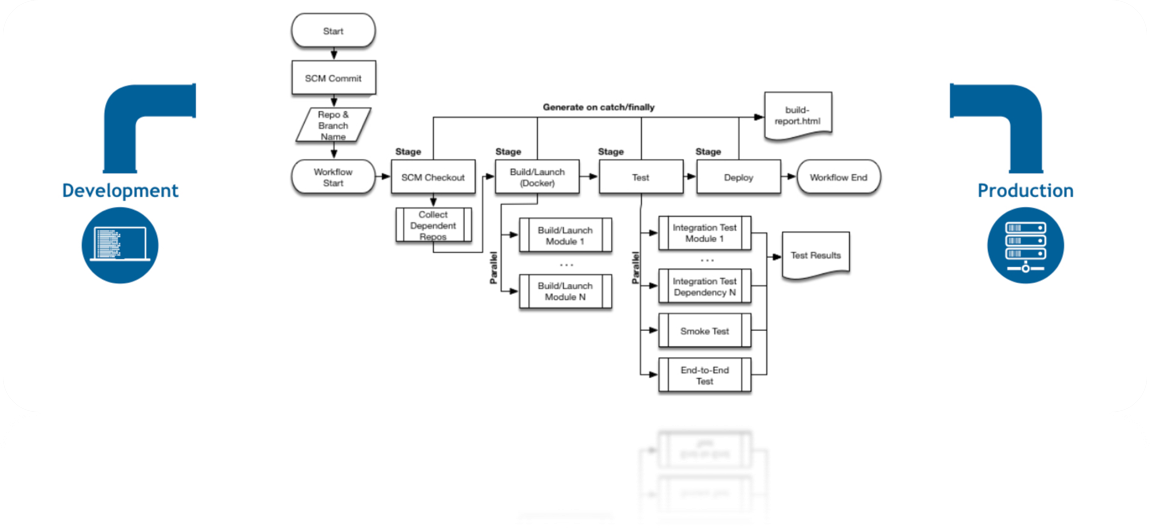 Start
SCM Commit
Repo &
Branch
Name
Generate on catch/finally
build-
report.html
Stage
Stage
Stage
Stage
Workflow
Start
SCM Checkout
Build/Launch
(Docker)
Test
Deploy
Workflow End
Development
Production
Collect
Dependent
Repos
Parallel
Build/Launch
Module 1
...
Build/Launch
Module N
Parallel
Integration Test
Module 1
...
Integration Test
Dependency N
Smoke Test
End-to-End
Test
Test Results